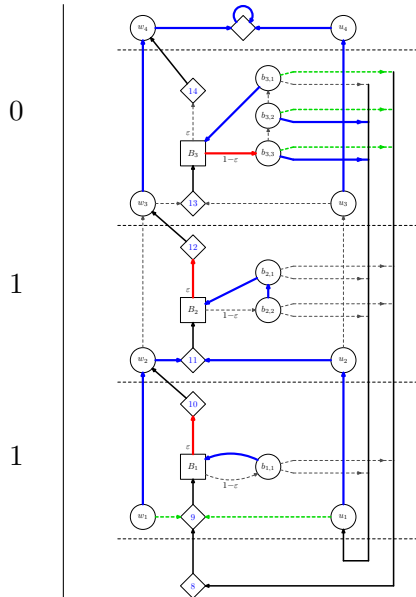 w₄ u₄
14 b₃,₁
0 b₃,₂
ε
B₃ 1−ε b₃,₃
w₃ 13 u₃
12
b₂,₁
1 ε
B₂ 1−ε b₂,₂
w₂ 11 u₂
10
1 ε
B₁ 1−ε b₁,₁
w₁ 9 u₁
8